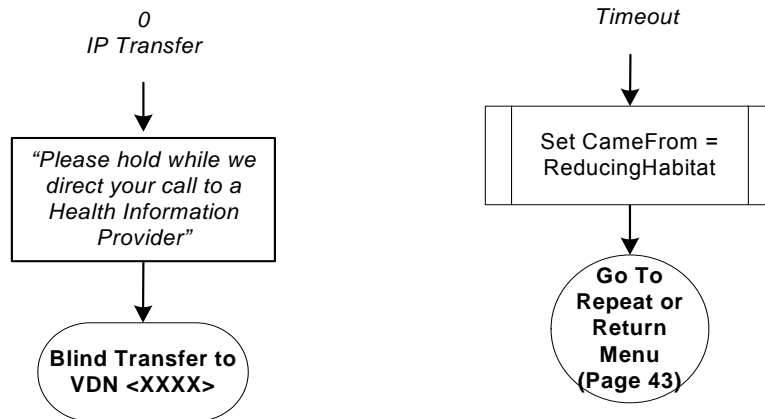 0
IP Transfer
“Please hold while we
direct your call to a
Health Information
Provider”
Blind Transfer to
VDN <XXXX>
Timeout
Set CameFrom =
ReducingHabitat
Go To
Repeat or
Return
Menu
(Page 43)